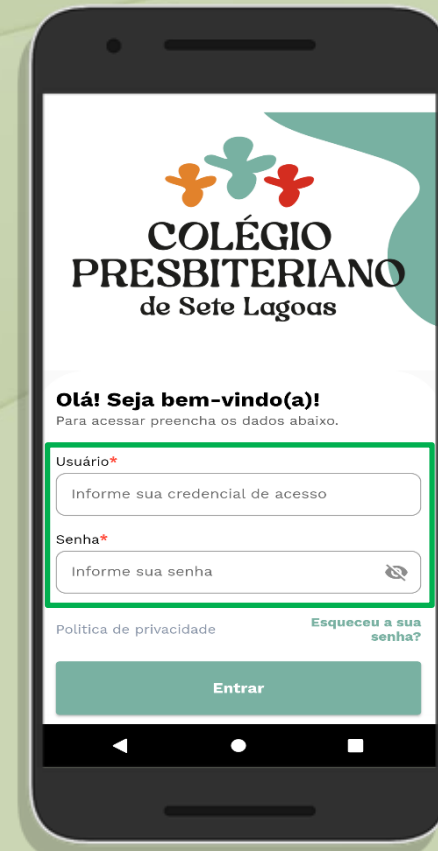 COLÉGIO
PRESBITERIANO
de Sete Lagoas
Olá! Seja bem-vindo(a)!
Para acessar preencha os dados abaixo.
Usuário*
Informe sua credencial de acesso
Senha*
Informe sua senha
Politica de privacidade
Esqueceu a sua
senha?
Entrar